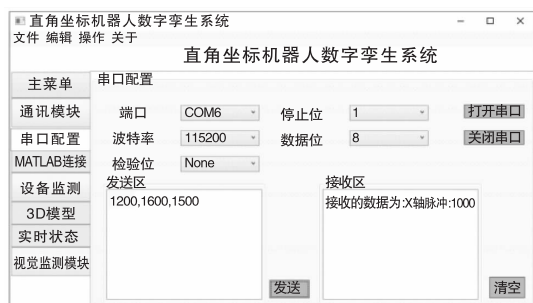 直角坐标机器人数字孪生系统
文件 编辑 操作 关于
直角坐标机器人数字孪生系统
主菜单
通讯模块
串口配置
MATLAB连接
设备监测
3D模型
实时状态
视觉监测模块
串口配置
端口 COM6 停止位 1 打开串口
波特率 115200 数据位 8 关闭串口
检验位 None
发送区
1200,1600,1500
发送
接收区
接收的数据为:X轴脉冲:1000
清空